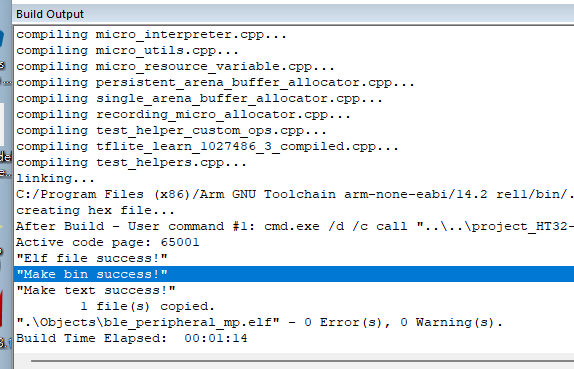 Build Output
compiling micro_interpreter.cpp...
compiling micro_utils.cpp...
compiling micro_resource_variable.cpp...
compiling persistent_arena_buffer_allocator.cpp...
compiling single_arena_buffer_allocator.cpp...
compiling recording_micro_allocator.cpp...
compiling test_helper_custom_ops.cpp...
compiling tflite_learn_1027486_3_compiled.cpp...
compiling test_helpers.cpp...
linking...
C:/Program Files (x86)/Arm GNU Toolchain arm-none-eabi/14.2 rel1/bin/.
creating hex file...
After Build - User command #1: cmd.exe /d /c call "..\..\project_HT32-
Active code page: 65001
"Elf file success!"
"Make bin success!"
"Make text success!"
        1 file(s) copied.
".\Objects\ble_peripheral_mp.elf" - 0 Error(s), 0 Warning(s).
Build Time Elapsed:  00:01:14